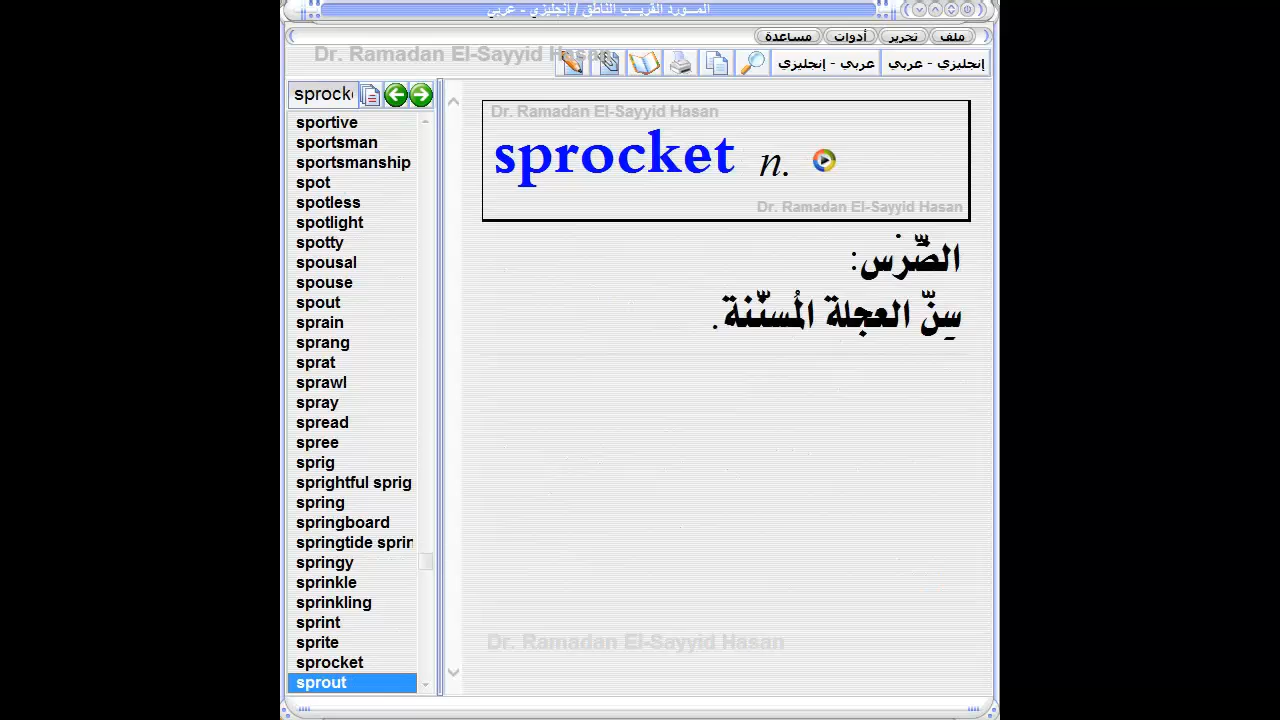 المـــورد القريـــب الناطق / إنجليزي - عربي
ملف
تحرير
أدوات
مساعدة
Dr. Ramadan El-Sayyid Hasan
إنجليزي - عربي
عربي - إنجليزي
sprock
sportive
sportsman
sportsmanship
spot
spotless
spotlight
spotty
spousal
spouse
spout
sprain
sprang
sprat
sprawl
spray
spread
spree
sprig
sprightful sprig
spring
springboard
springtide sprin
springy
sprinkle
sprinkling
sprint
sprite
sprocket
sprout
Dr. Ramadan El-Sayyid Hasan
sprocket n.
Dr. Ramadan El-Sayyid Hasan
الضِّرْس:
سِنّ العجلة المُسنّنة.
Dr. Ramadan El-Sayyid Hasan